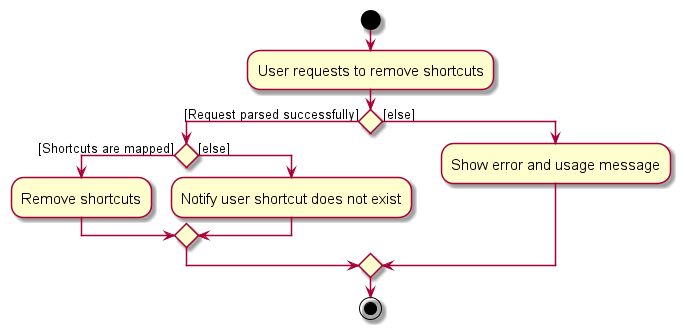 User requests to remove shortcuts
[Request parsed successfully]
[else]
[Shortcuts are mapped]
[else]
Show error and usage message
Remove shortcuts
Notify user shortcut does not exist